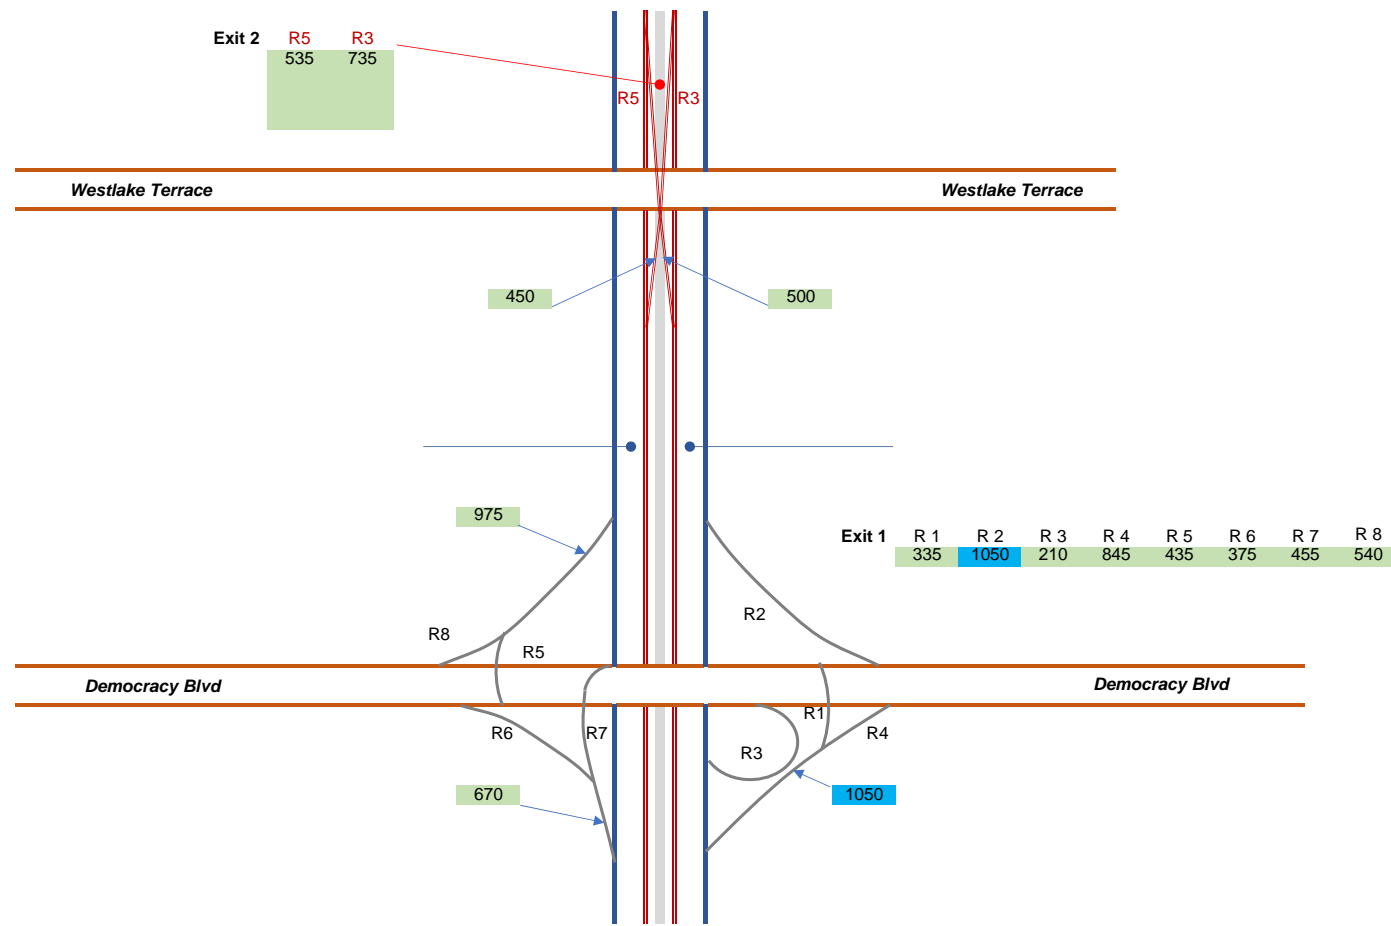 Exit 2 R5 R3
535 735
R5 R3
Westlake Terrace Westlake Terrace
450 500
975
Exit 1 R 1 R 2 R 3 R 4 R 5 R 6 R 7 R 8
335 1050 210 845 435 375 455 540
R2
R8
R5
Democracy Blvd Democracy Blvd
R1
R6 R7 R4
R3
670 1050